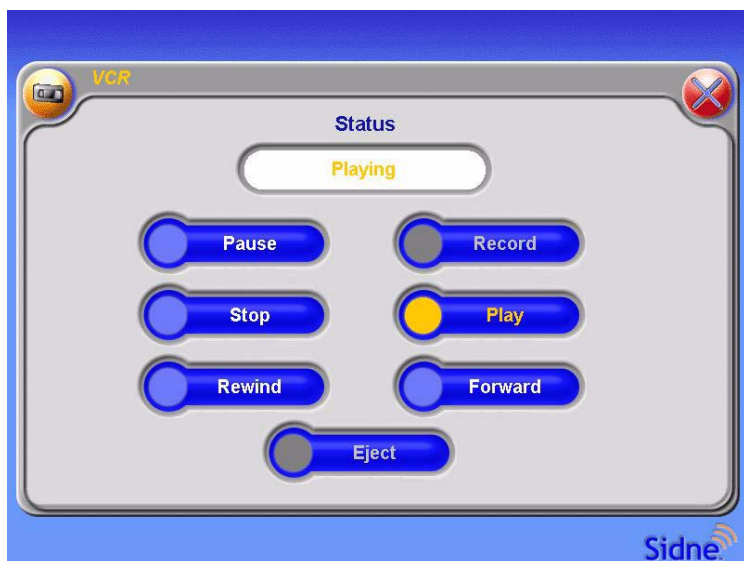 VCR
Status
Playing
Pause
Record
Stop
Play
Rewind
Forward
Eject
Sidne